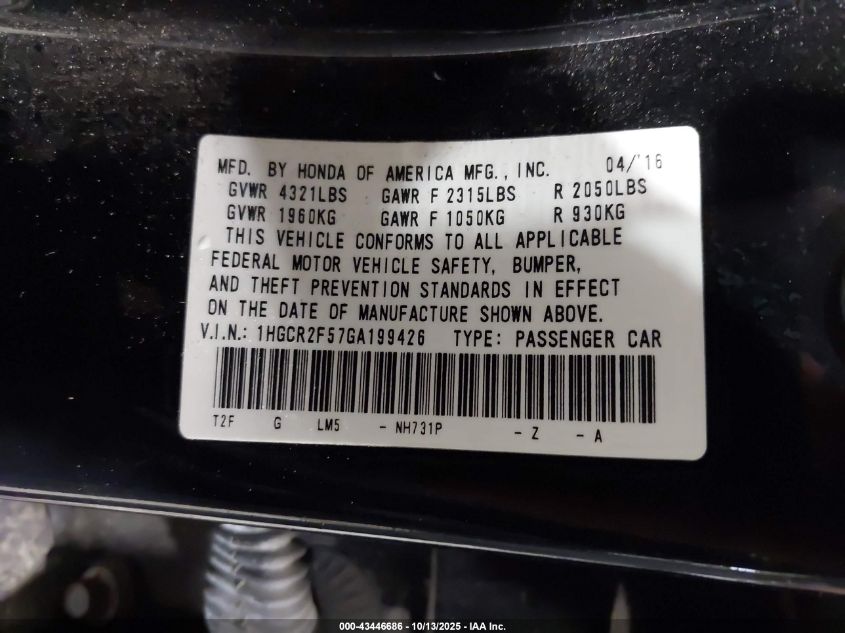 MFD. BY HONDA OF AMERICA MFG., INC. 04/'16
GVWR 4321LBS GAWR F 2315LBS R 2050LBS
GVWR 1960KG GAWR F 1050KG R 930KG
THIS VEHICLE CONFORMS TO ALL APPLICABLE
FEDERAL MOTOR VEHICLE SAFETY, BUMPER,
AND THEFT PREVENTION STANDARDS IN EFFECT
ON THE DATE OF MANUFACTURE SHOWN ABOVE.
V.I.N.: 1HGCR2F57GA199426 TYPE: PASSENGER CAR
T2F G LM5 - NH731P - Z - A
000-43446686 - 10/13/2025 - IAA Inc.